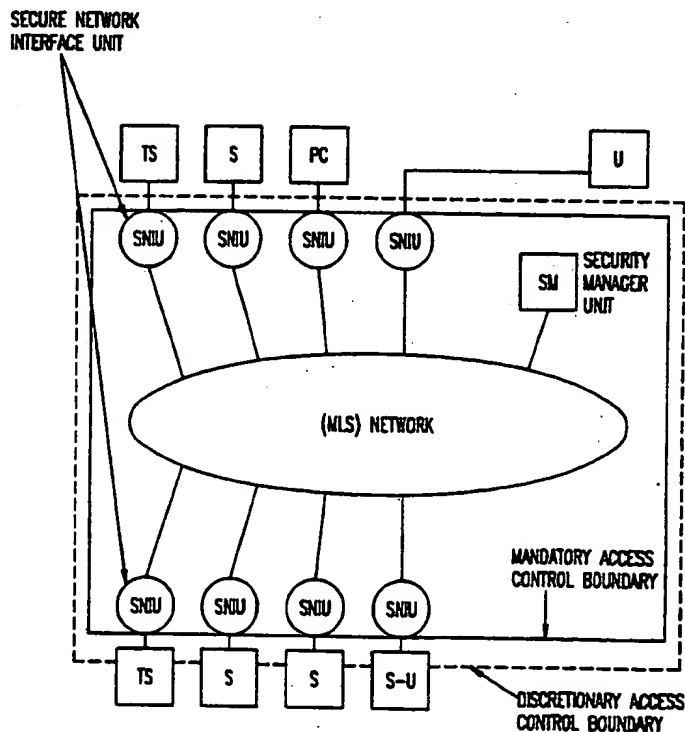 SECURE NETWORK
INTERFACE UNIT
TS
S
PC
U
SNIU
SNIU
SNIU
SNIU
SM
SECURITY
MANAGER
UNIT
(MLS) NETWORK
MANDATORY ACCESS
CONTROL BOUNDARY
SNIU
SNIU
SNIU
SNIU
TS
S
S
S-U
DISCRETIONARY ACCESS
CONTROL BOUNDARY